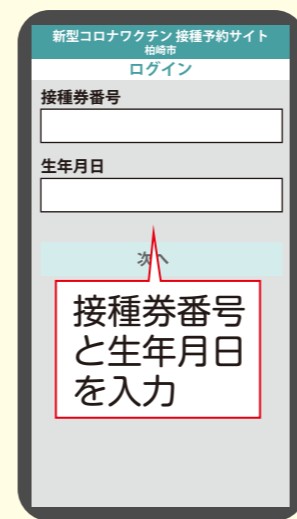 新型コロナワクチン 接種予約サイト
柏崎市
ログイン
接種券番号
生年月日
次へ
接種券番号
と生年月日
を入力